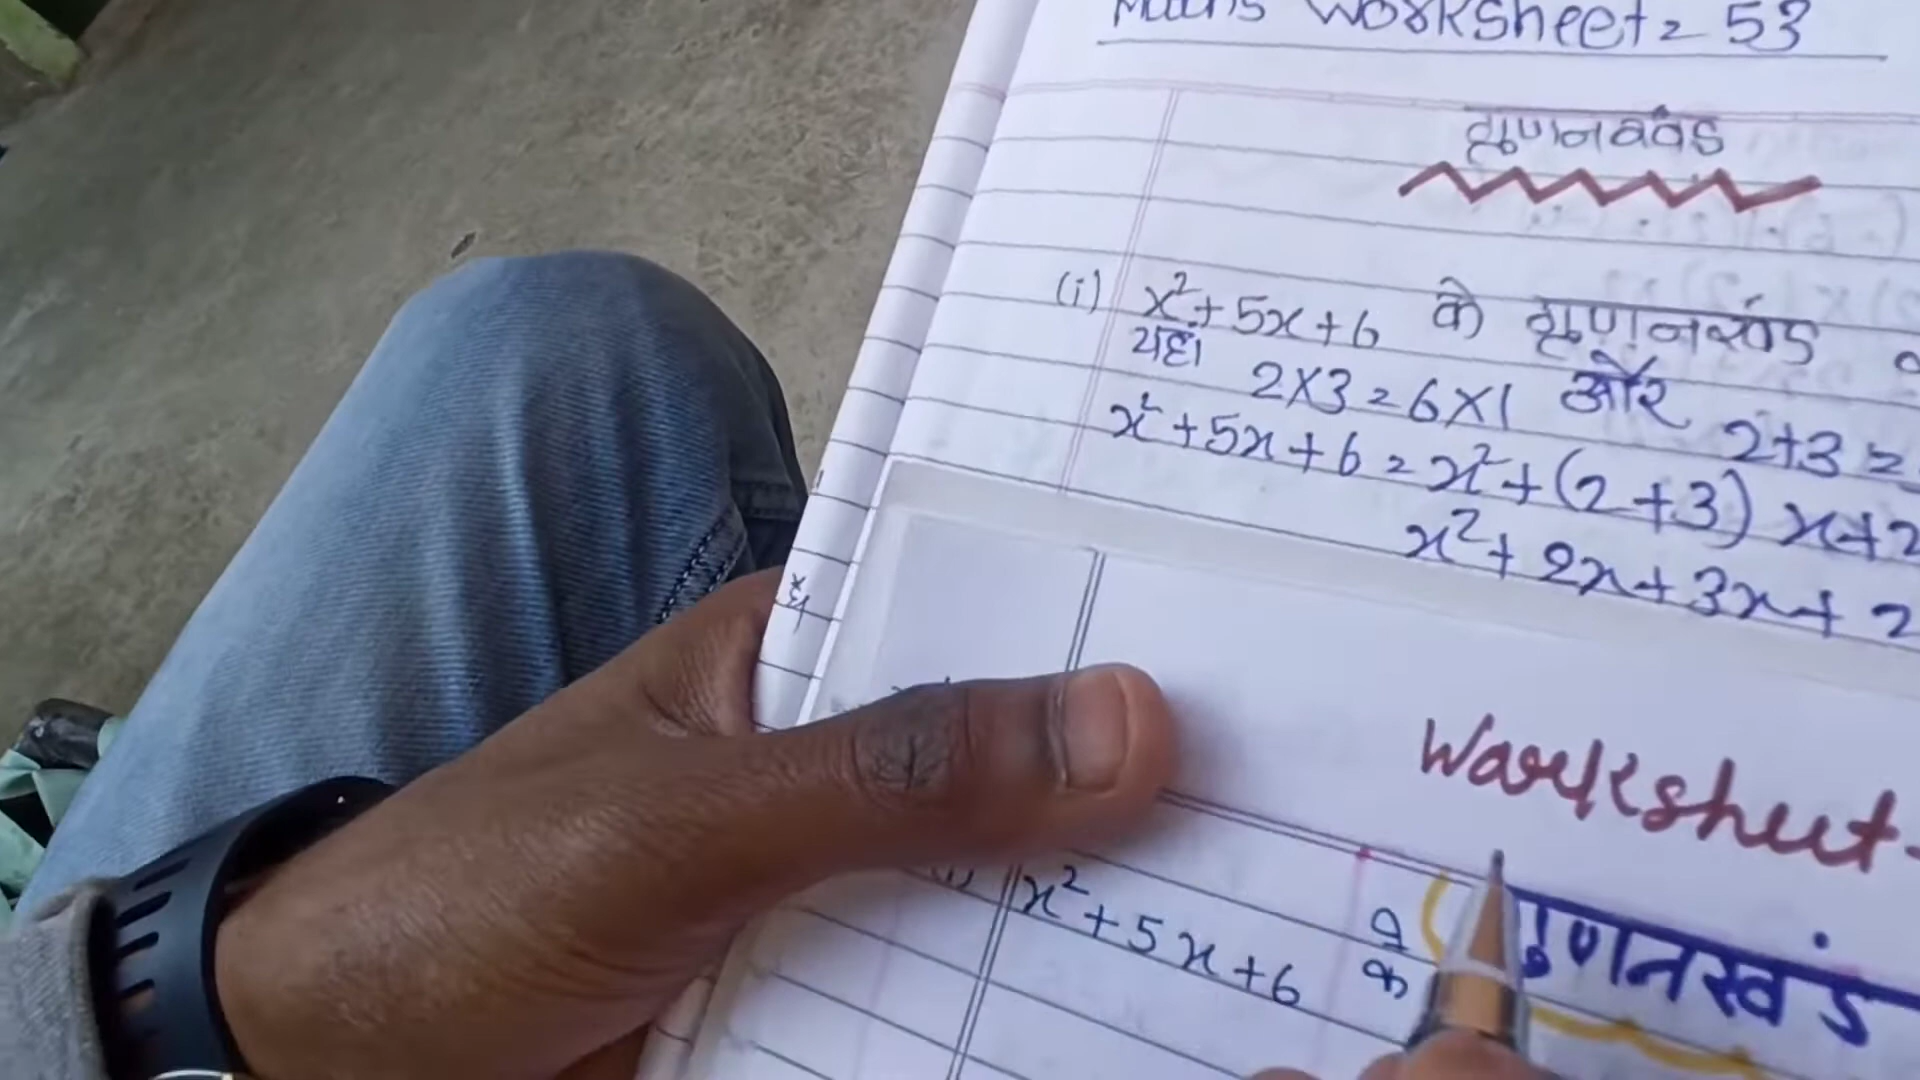 Maths Worksheet = 53
गुणनखंड
(i) x²+5x+6 के गुणनखंड
यहां 2×3=6×1 और 2+3=
x²+5x+6=x²+(2+3)x+2
x²+2x+3x+2
Worksheet-
गुणनखंड
x²+5x+6 के